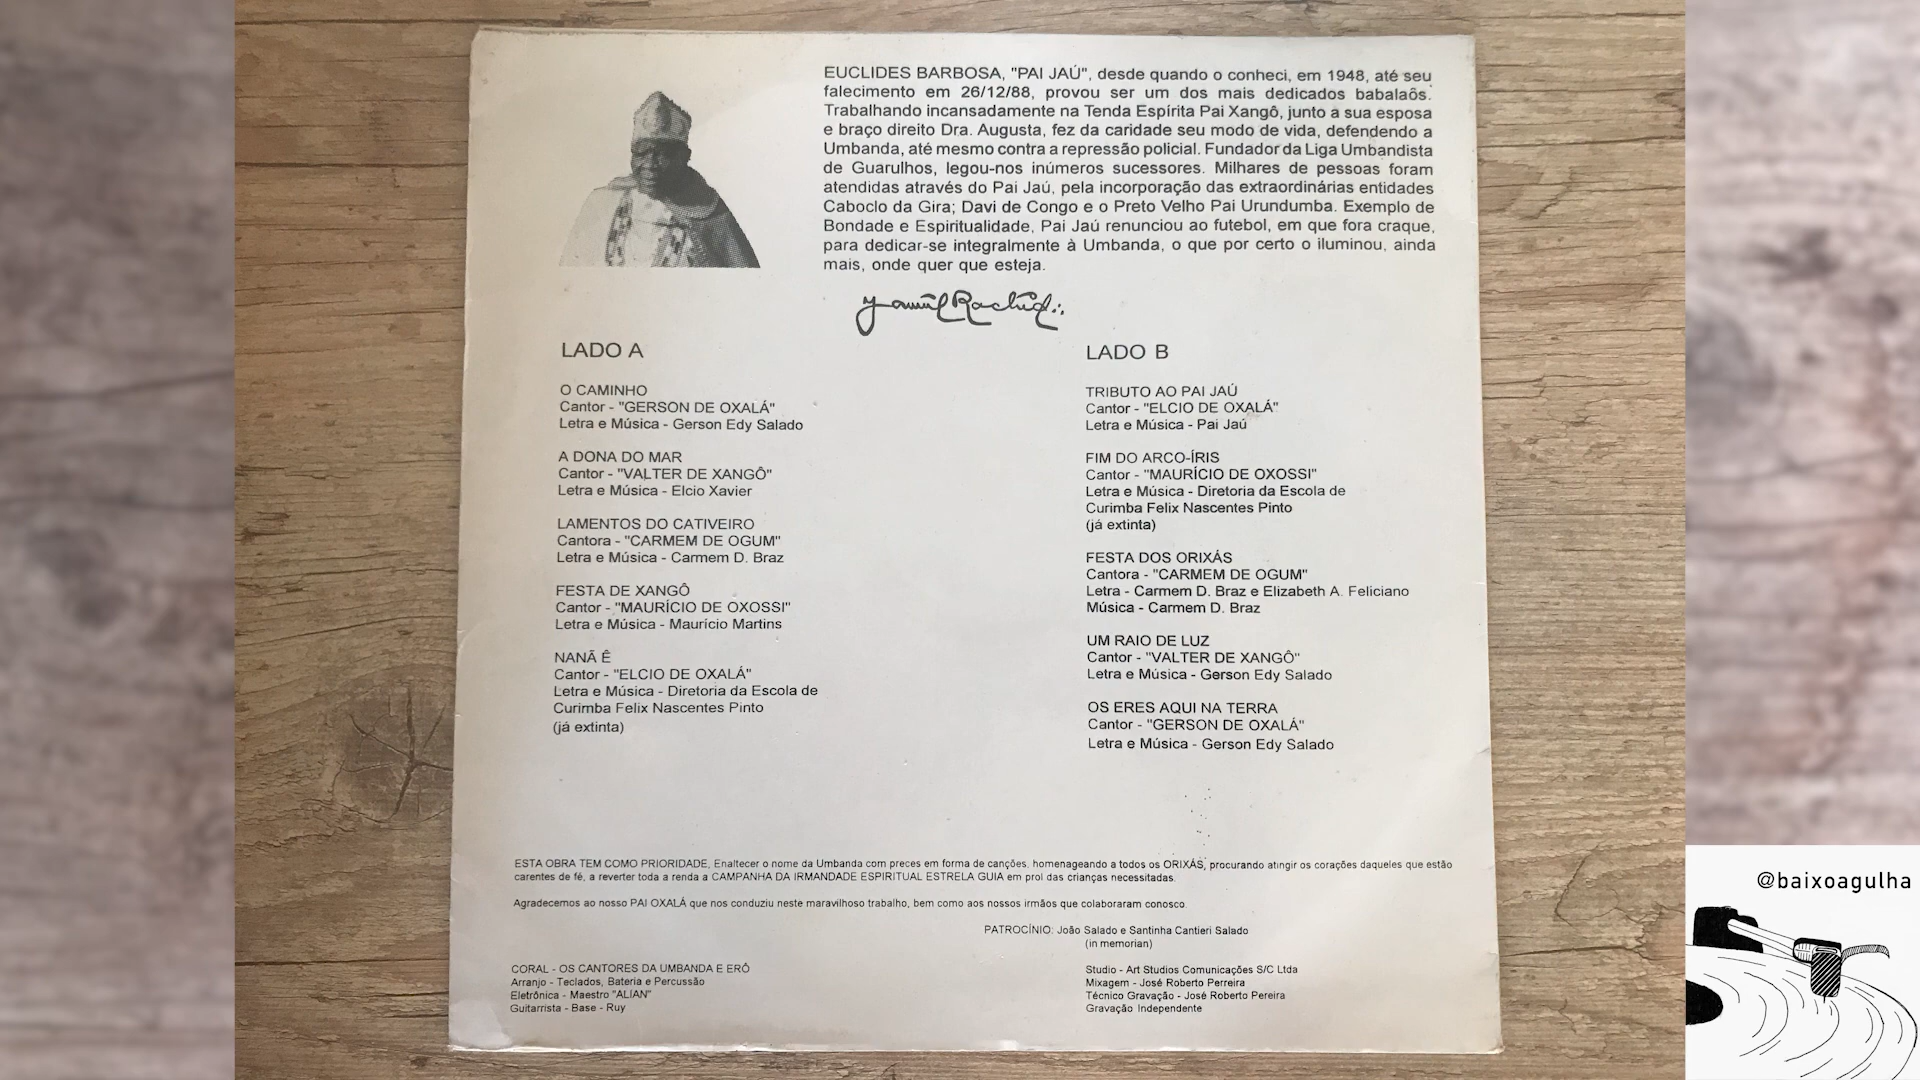 EUCLIDES BARBOSA, "PAI JAÚ", desde quando o conheci, em 1948, até seu
falecimento em 26/12/88, provou ser um dos mais dedicados babalaôs.
Trabalhando incansadamente na Tenda Espírita Pai Xangô, junto a sua esposa
e braço direito Dra. Augusta, fez da caridade seu modo de vida, defendendo a
Umbanda, até mesmo contra a repressão policial. Fundador da Liga Umbandista
de Guarulhos, legou-nos inúmeros sucessores. Milhares de pessoas foram
atendidas através do Pai Jaú, pela incorporação das extraordinárias entidades
Caboclo da Gira; Davi de Congo e o Preto Velho Pai Urundumba. Exemplo de
Bondade e Espiritualidade, Pai Jaú renunciou ao futebol, em que fora craque,
para dedicar-se integralmente à Umbanda, o que por certo o iluminou, ainda
mais, onde quer que esteja.
Jamil Rachid
LADO A
O CAMINHO
Cantor - "GERSON DE OXALÁ"
Letra e Música - Gerson Edy Salado
A DONA DO MAR
Cantor - "VALTER DE XANGÔ"
Letra e Música - Elcio Xavier
LAMENTOS DO CATIVEIRO
Cantora - "CARMEM DE OGUM"
Letra e Música - Carmem D. Braz
FESTA DE XANGÔ
Cantor - "MAURÍCIO DE OXOSSI"
Letra e Música - Maurício Martins
NANÃ Ê
Cantor - "ELCIO DE OXALÁ"
Letra e Música - Diretoria da Escola de
Curimba Felix Nascentes Pinto
(já extinta)
LADO B
TRIBUTO AO PAI JAÚ
Cantor - "ELCIO DE OXALÁ"
Letra e Música - Pai Jaú
FIM DO ARCO-ÍRIS
Cantor - "MAURÍCIO DE OXOSSI"
Letra e Música - Diretoria da Escola de
Curimba Felix Nascentes Pinto
(já extinta)
FESTA DOS ORIXÁS
Cantora - "CARMEM DE OGUM"
Letra - Carmem D. Braz e Elizabeth A. Feliciano
Música - Carmem D. Braz
UM RAIO DE LUZ
Cantor - "VALTER DE XANGÔ"
Letra e Música - Gerson Edy Salado
OS ERES AQUI NA TERRA
Cantor - "GERSON DE OXALÁ"
Letra e Música - Gerson Edy Salado
ESTA OBRA TEM COMO PRIORIDADE, Enaltecer o nome da Umbanda com preces em forma de canções, homenageando a todos os ORIXÁS, procurando atingir os corações daqueles que estão
carentes de fé, a reverter toda a renda a CAMPANHA DA IRMANDADE ESPIRITUAL ESTRELA GUIA em prol das crianças necessitadas.
Agradecemos ao nosso PAI OXALÁ que nos conduziu neste maravilhoso trabalho, bem como aos nossos irmãos que colaboraram conosco.
PATROCÍNIO: João Salado e Santinha Cantieri Salado
(in memorian)
CORAL - OS CANTORES DA UMBANDA E ERÔ
Arranjo - Teclados, Bateria e Percussão
Eletrônica - Maestro "ALIAN"
Guitarrista - Base - Ruy
Studio - Art Studios Comunicações S/C Ltda
Mixagem - José Roberto Perreira
Técnico Gravação - José Roberto Pereira
Gravação Independente
@baixoagulha